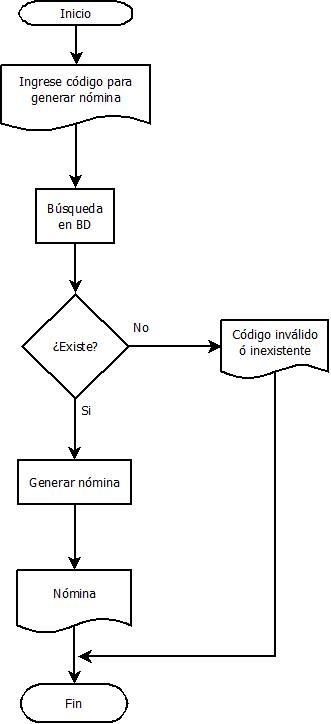 Inicio
Ingrese código para
generar nómina
Búsqueda
en BD
¿Existe?
No
Código inválido
ó inexistente
Si
Generar nómina
Nómina
Fin